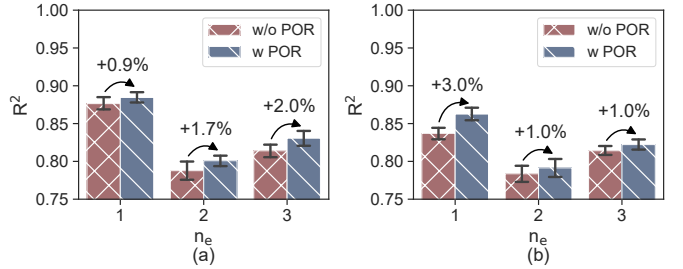 1.00
0.95
0.90
0.85
0.80
0.75
R²
w/o POR
w POR
+0.9%
+1.7%
+2.0%
1 2 3
nₑ
(a)
1.00
0.95
0.90
0.85
0.80
0.75
R²
w/o POR
w POR
+3.0%
+1.0%
+1.0%
1 2 3
nₑ
(b)